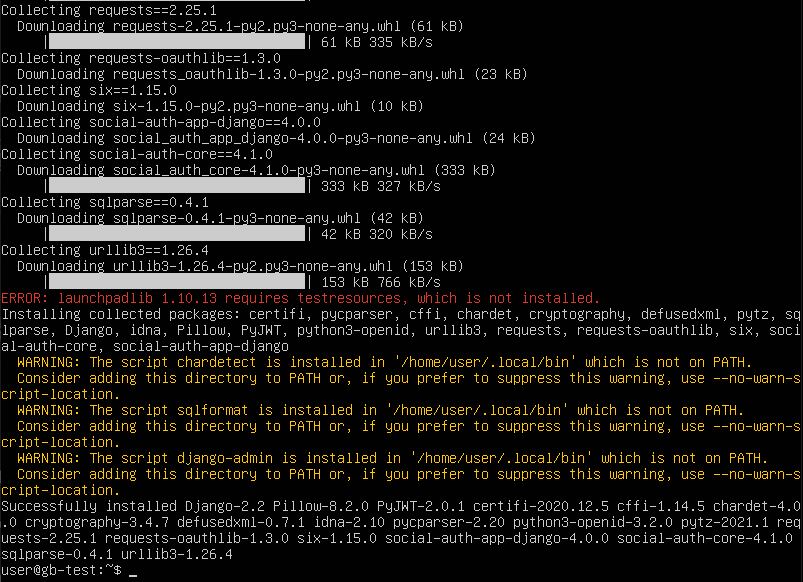 Collecting requests==2.25.1
  Downloading requests-2.25.1-py2.py3-none-any.whl (61 kB)
     |████████████████████████████████| 61 kB 335 kB/s
Collecting requests-oauthlib==1.3.0
  Downloading requests_oauthlib-1.3.0-py2.py3-none-any.whl (23 kB)
Collecting six==1.15.0
  Downloading six-1.15.0-py2.py3-none-any.whl (10 kB)
Collecting social-auth-app-django==4.0.0
  Downloading social_auth_app_django-4.0.0-py3-none-any.whl (24 kB)
Collecting social-auth-core==4.1.0
  Downloading social_auth_core-4.1.0-py3-none-any.whl (333 kB)
     |████████████████████████████████| 333 kB 327 kB/s
Collecting sqlparse==0.4.1
  Downloading sqlparse-0.4.1-py3-none-any.whl (42 kB)
     |████████████████████████████████| 42 kB 320 kB/s
Collecting urllib3==1.26.4
  Downloading urllib3-1.26.4-py2.py3-none-any.whl (153 kB)
     |████████████████████████████████| 153 kB 766 kB/s
ERROR: launchpadlib 1.10.13 requires testresources, which is not installed.
Installing collected packages: certifi, pycparser, cffi, chardet, cryptography, defusedxml, pytz, sq
lparse, Django, idna, Pillow, PyJWT, python3-openid, urllib3, requests, requests-oauthlib, six, soci
al-auth-core, social-auth-app-django
  WARNING: The script chardetect is installed in '/home/user/.local/bin' which is not on PATH.
  Consider adding this directory to PATH or, if you prefer to suppress this warning, use --no-warn-s
cript-location.
  WARNING: The script sqlformat is installed in '/home/user/.local/bin' which is not on PATH.
  Consider adding this directory to PATH or, if you prefer to suppress this warning, use --no-warn-s
cript-location.
  WARNING: The script django-admin is installed in '/home/user/.local/bin' which is not on PATH.
  Consider adding this directory to PATH or, if you prefer to suppress this warning, use --no-warn-s
cript-location.
Successfully installed Django-2.2 Pillow-8.2.0 PyJWT-2.0.1 certifi-2020.12.5 cffi-1.14.5 chardet-4.0
.0 cryptography-3.4.7 defusedxml-0.7.1 idna-2.10 pycparser-2.20 python3-openid-3.2.0 pytz-2021.1 req
uests-2.25.1 requests-oauthlib-1.3.0 six-1.15.0 social-auth-app-django-4.0.0 social-auth-core-4.1.0
sqlparse-0.4.1 urllib3-1.26.4
user@gb-test:~$ _